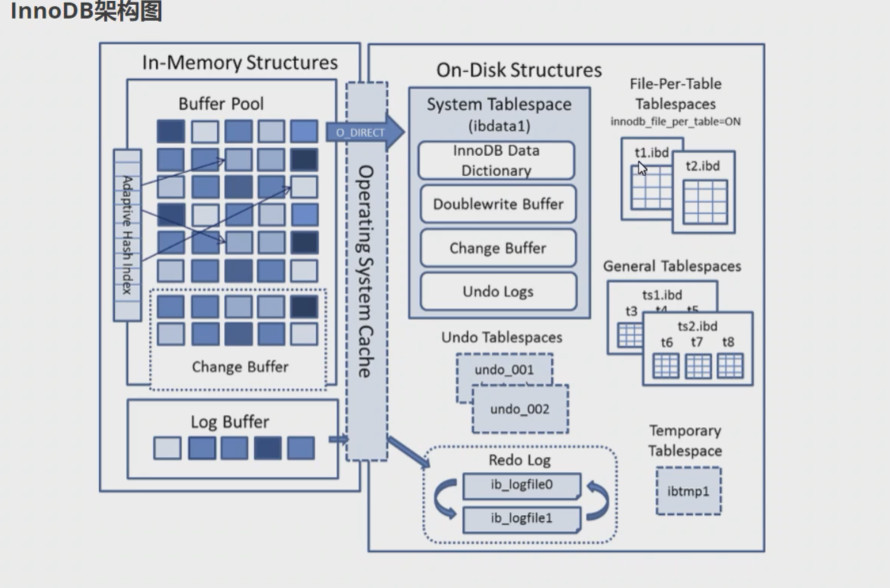 InnoDB架构图
In-Memory Structures
Buffer Pool
Adaptive Hash Index
Change Buffer
Log Buffer
O_DIRECT
Operating System Cache
On-Disk Structures
System Tablespace
(ibdata1)
InnoDB Data
Dictionary
Doublewrite Buffer
Change Buffer
Undo Logs
Undo Tablespaces
undo_001
undo_002
Redo Log
ib_logfile0
ib_logfile1
File-Per-Table
Tablespaces
innodb_file_per_table=ON
t1.ibd
t2.ibd
General Tablespaces
ts1.ibd
t3 t4 t5
ts2.ibd
t6 t7 t8
Temporary
Tablespace
ibtmp1